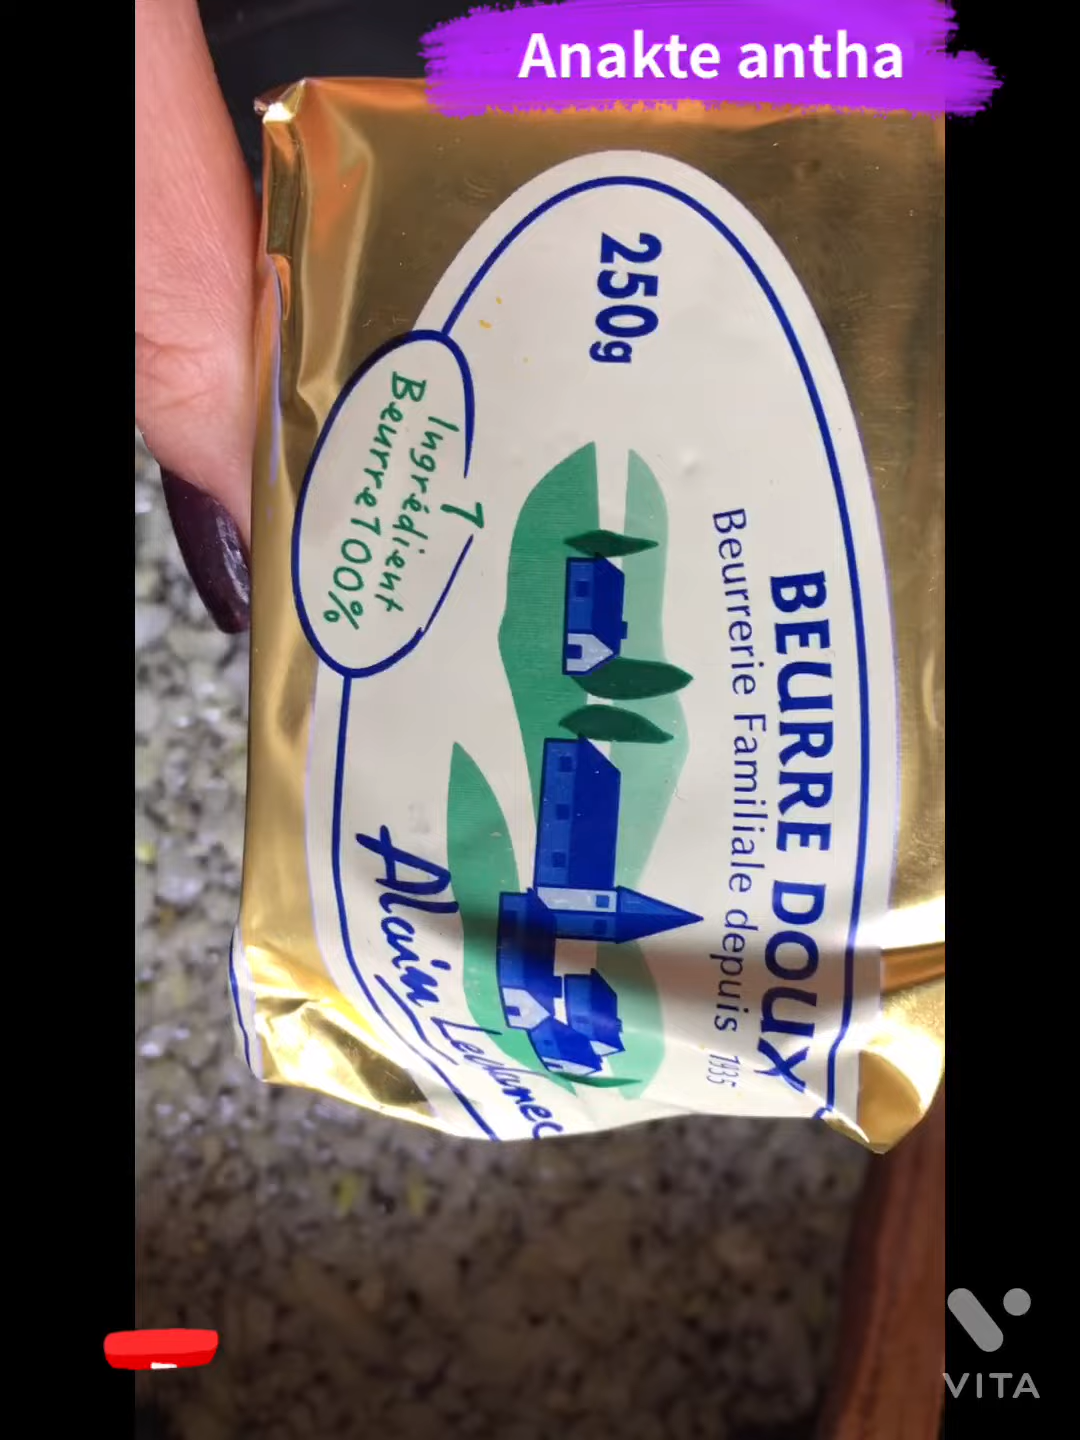 Anakte antha
BEURRE DOUX
Beurrerie Familiale depuis 1935
250g
1
Ingrédient
Beurre 100%
Alain
VITA